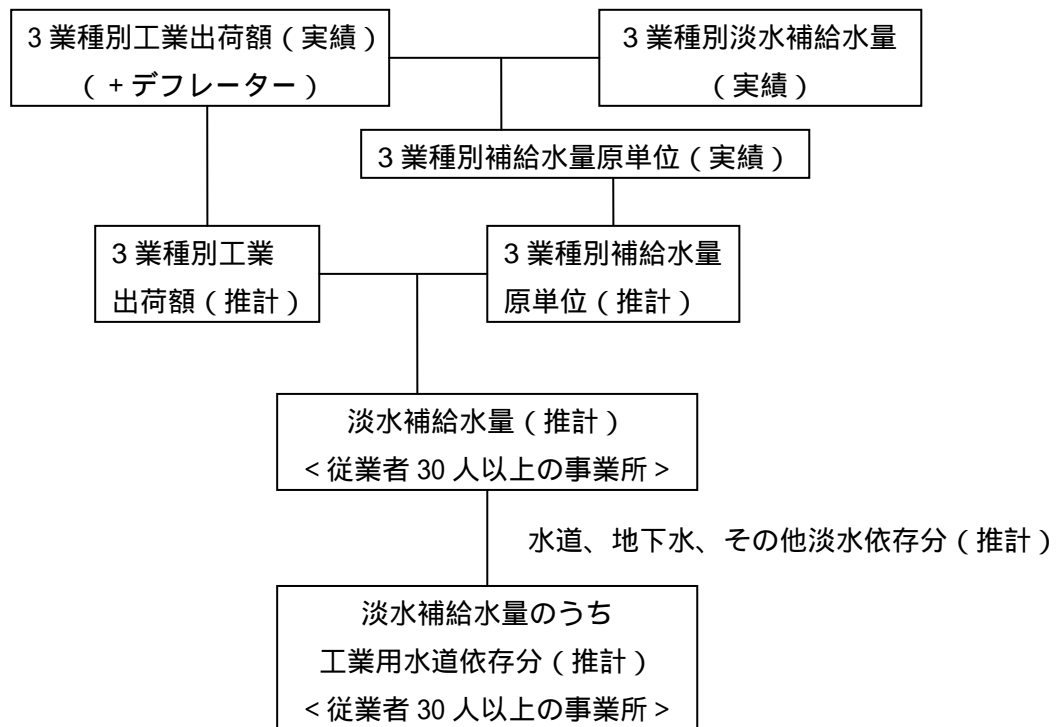 3 業種別工業出荷額（実績）
（＋デフレーター）
3 業種別淡水補給水量
（実績）
3 業種別補給水量原単位（実績）
3 業種別工業
出荷額（推計）
3 業種別補給水量
原単位（推計）
淡水補給水量（推計）
＜従業者 30 人以上の事業所＞
水道、地下水、その他淡水依存分（推計）
淡水補給水量のうち
工業用水道依存分（推計）
＜従業者 30 人以上の事業所＞